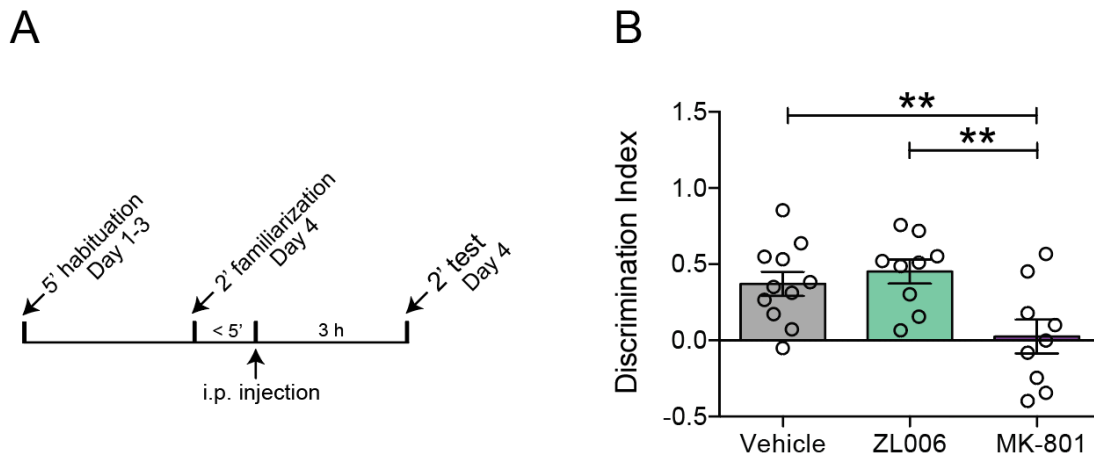 A
5' habituation
Day 1-3
2' familiarization
Day 4
2' test
Day 4
< 5'
3 h
i.p. injection
B
**
**
Discrimination Index
1.5
1.0
0.5
0.0
-0.5
Vehicle
ZL006
MK-801